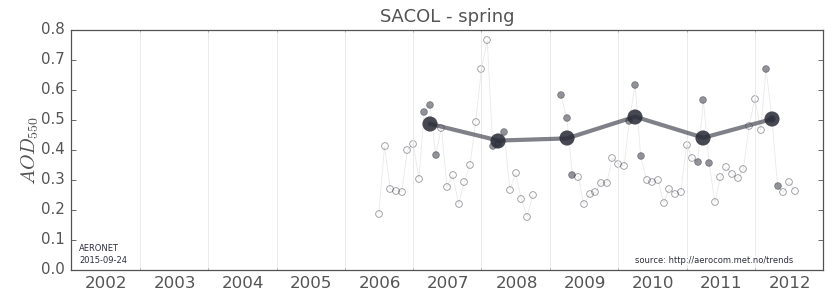 SACOL - spring
0.8
0.7
0.6
0.5
0.4
0.3
0.2
0.1
0.0
AOD550
AERONET
2015-09-24
source: http://aerocom.met.no/trends
2002 2003 2004 2005 2006 2007 2008 2009 2010 2011 2012